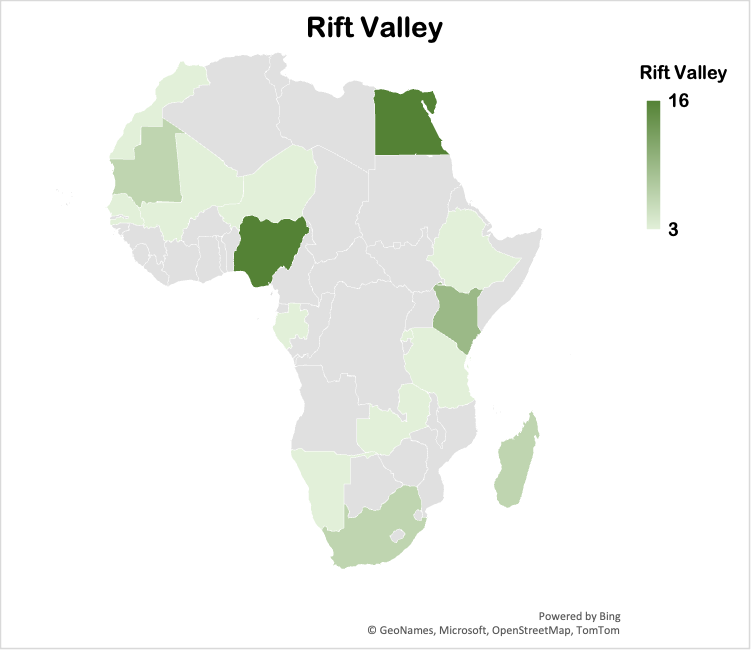 Rift Valley
Rift Valley
16
3
Powered by Bing
© GeoNames, Microsoft, OpenStreetMap, TomTom